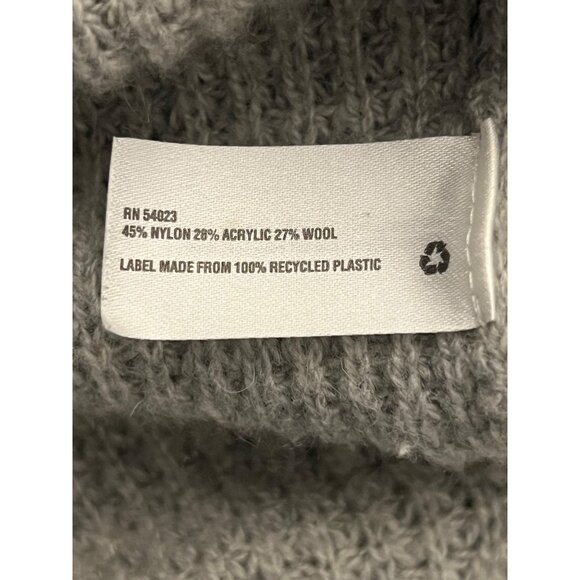 RN 54023
45% NYLON 28% ACRYLIC 27% WOOL
LABEL MADE FROM 100% RECYCLED PLASTIC